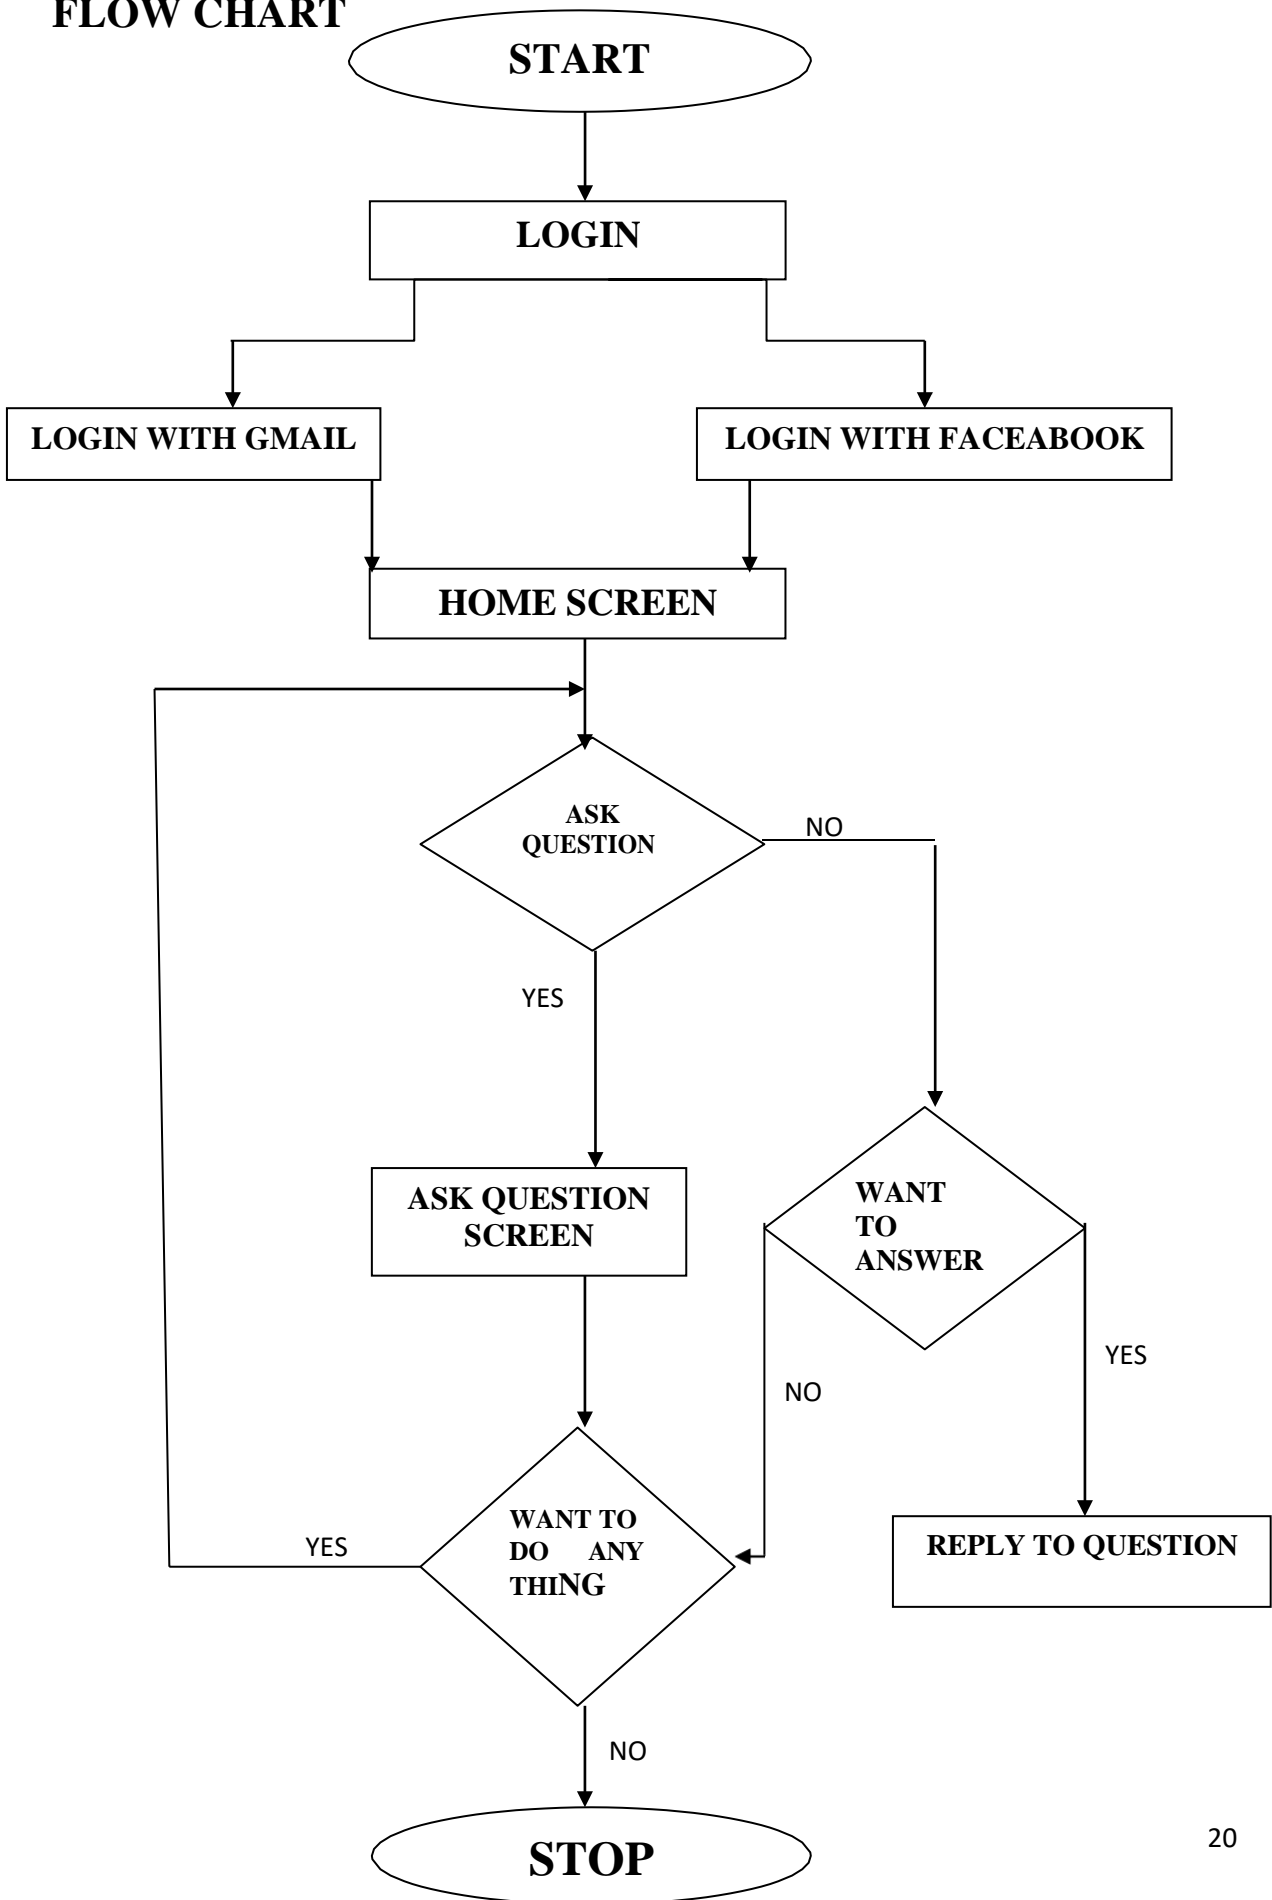 FLOW CHART
START
LOGIN
LOGIN WITH GMAIL
LOGIN WITH FACEABOOK
HOME SCREEN
ASK
QUESTION
NO
YES
ASK QUESTION
SCREEN
WANT
TO
ANSWER
YES
NO
WANT TO
DO ANY
THING
YES
REPLY TO QUESTION
NO
STOP
20